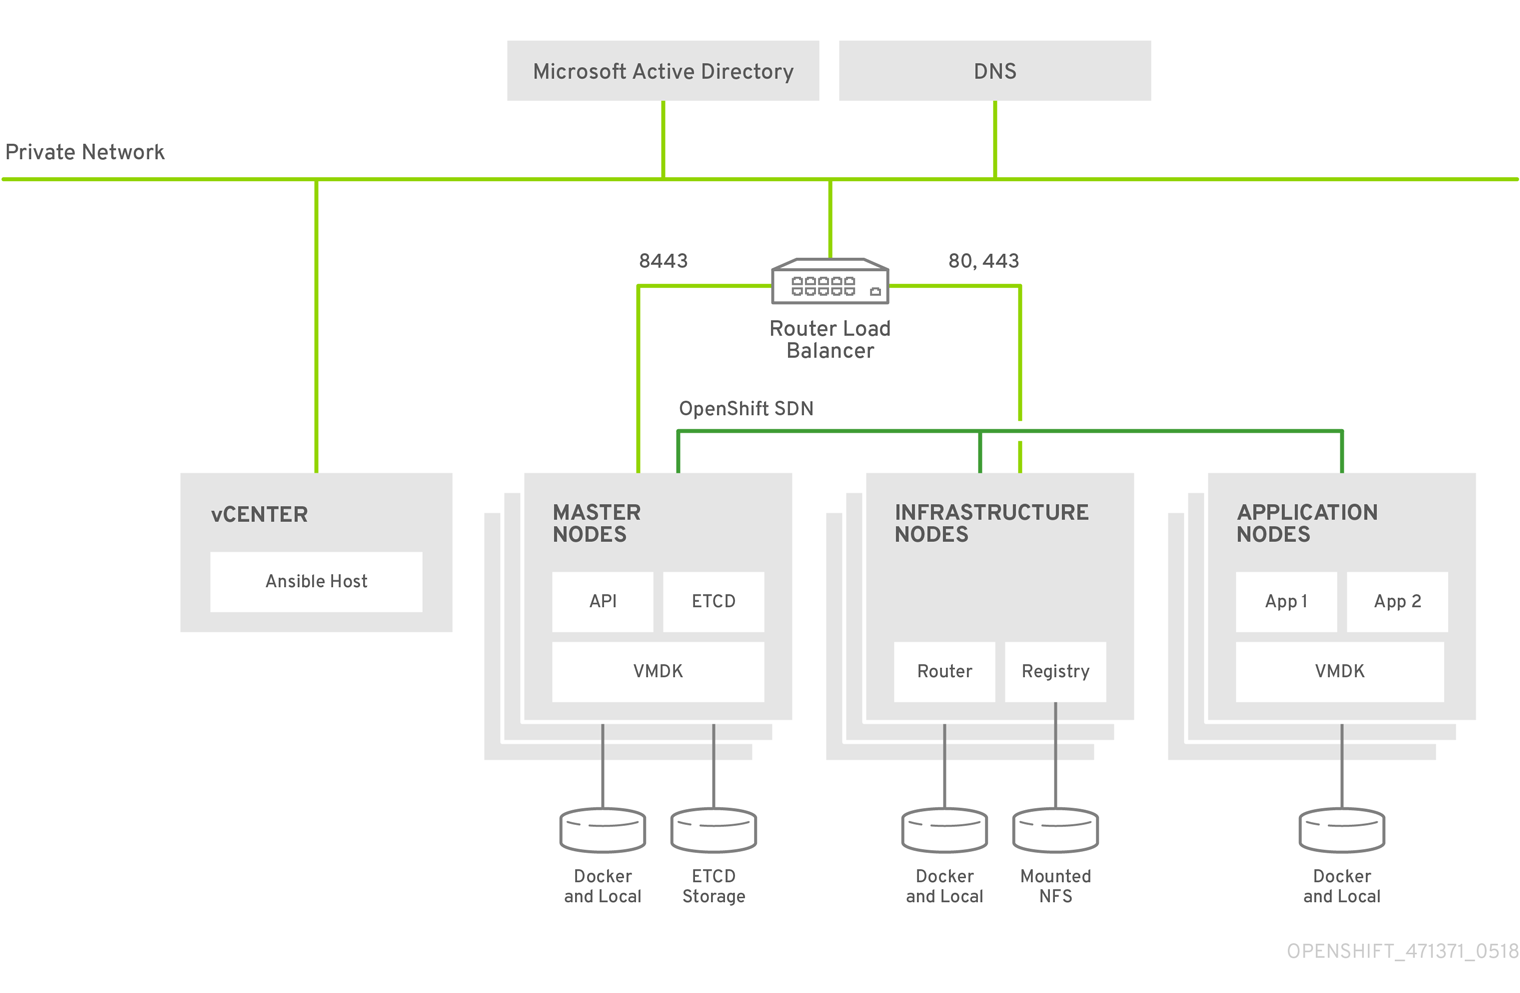 Microsoft Active Directory
DNS
Private Network
8443
80, 443
Router Load
Balancer
OpenShift SDN
vCENTER
Ansible Host
MASTER
NODES
API
ETCD
VMDK
INFRASTRUCTURE
NODES
Router
Registry
APPLICATION
NODES
App 1
App 2
VMDK
Docker
and Local
ETCD
Storage
Docker
and Local
Mounted
NFS
Docker
and Local
OPENSHIFT_471371_0518